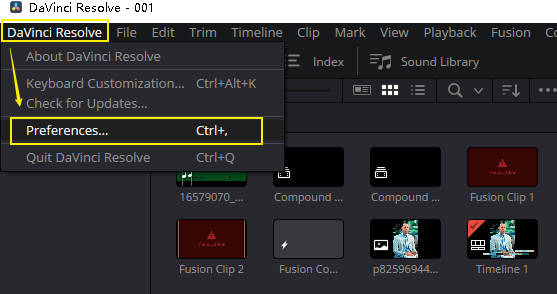 DaVinci Resolve - 001
DaVinci Resolve File Edit Trim Timeline Clip Mark View Playback Fusion Co
About DaVinci Resolve
Keyboard Customization... Ctrl+Alt+K
Check for Updates...
Preferences... Ctrl+,
Quit DaVinci Resolve Ctrl+Q
Index Sound Library
16579070_... Compound ... Compound ... Fusion Clip 1
Fusion Clip 2 Fusion Co... p82596944... Timeline 1